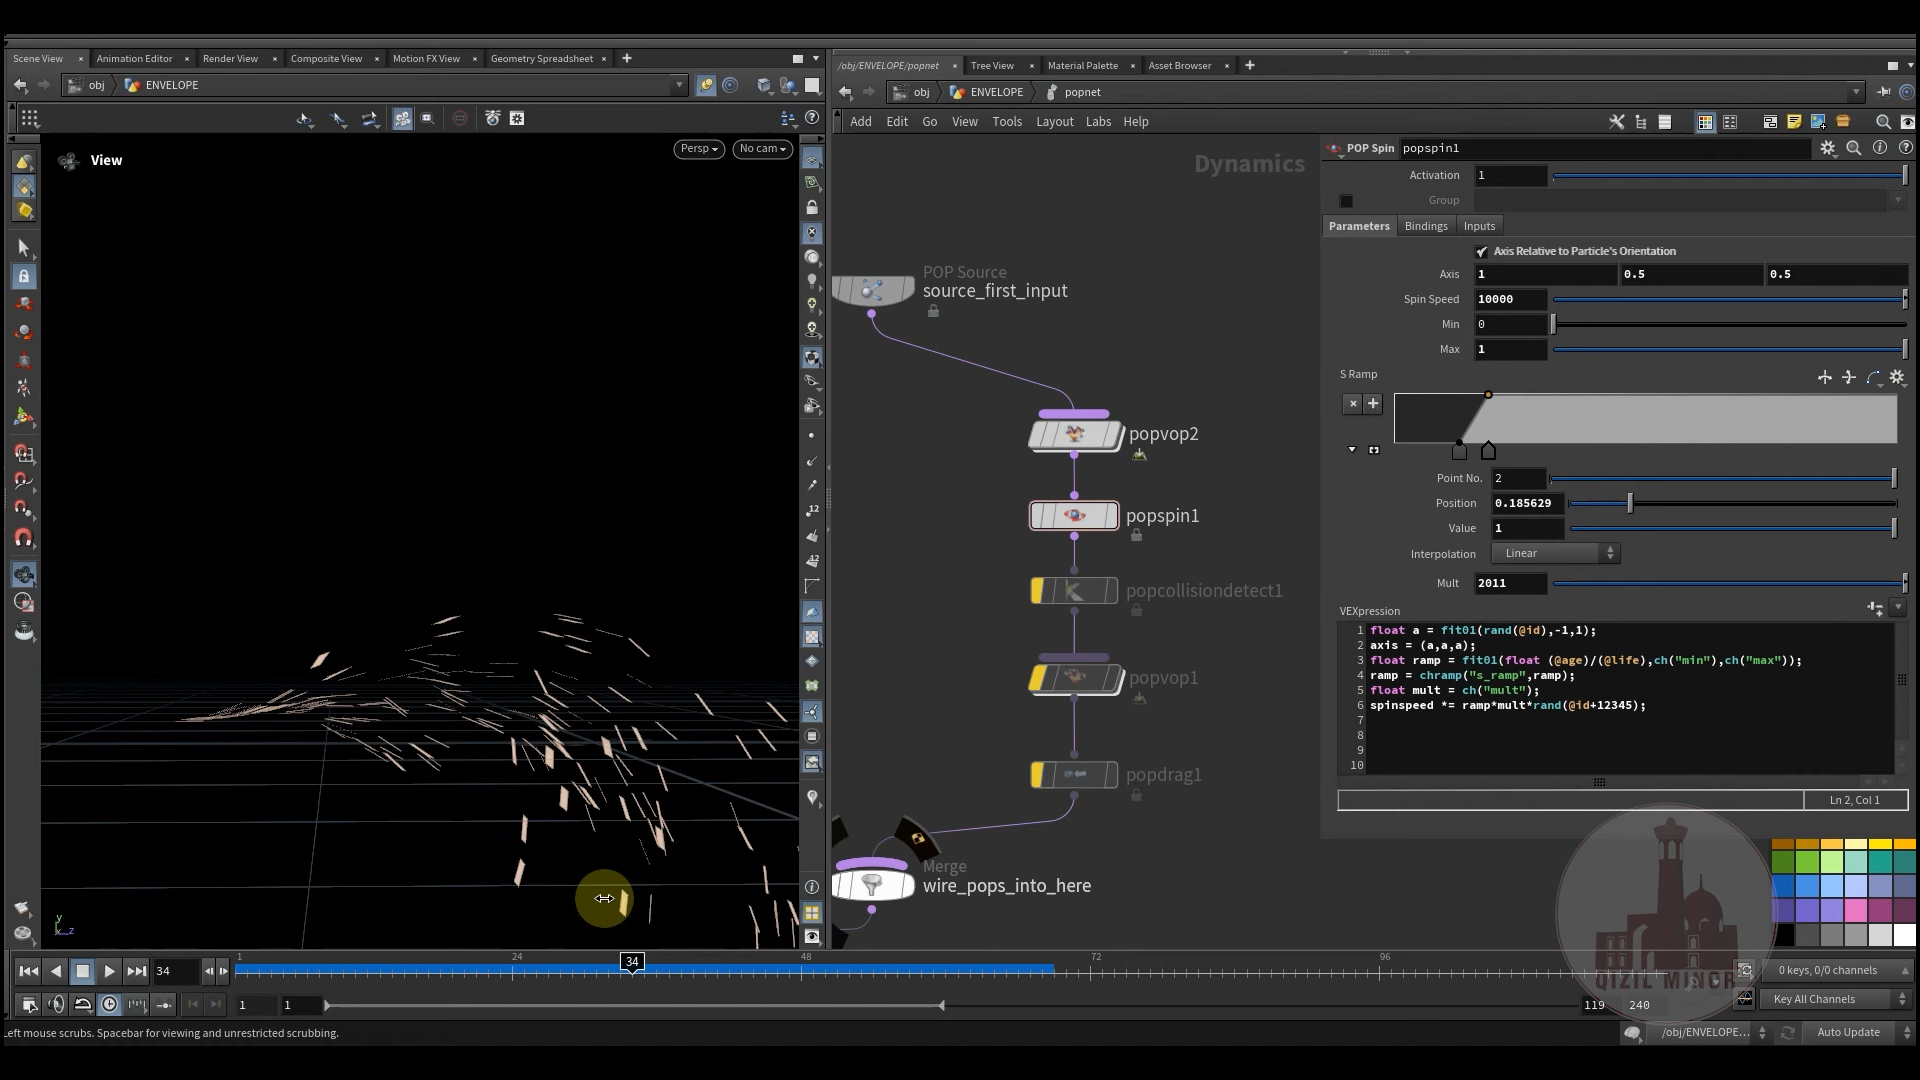 Scene View
Animation Editor
Render View
Composite View
Motion FX View
Geometry Spreadsheet
obj
ENVELOPE
View
Persp
No cam
/obj/ENVELOPE/popnet
Tree View
Material Palette
Asset Browser
obj
ENVELOPE
popnet
Add Edit Go View Tools Layout Labs Help
Dynamics
POP Source
source_first_input
popvop2
popspin1
popcollisiondetect1
popvop1
popdrag1
Merge
wire_pops_into_here
POP Spin popspin1
Activation 1
Group
Parameters Bindings Inputs
Axis Relative to Particle's Orientation
Axis 1 0.5 0.5
Spin Speed 10000
Min 0
Max 1
S Ramp
Point No. 2
Position 0.185629
Value 1
Interpolation Linear
Mult 2011
VEXpression
1 float a = fit01(rand(@id),-1,1);
2 axis = (a,a,a);
3 float ramp = fit01(float (@age)/(@life),ch("min"),ch("max"));
4 ramp = chramp("s_ramp",ramp);
5 float mult = ch("mult");
6 spinspeed *= ramp*mult*rand(@id+12345);
7
8
9
10
Ln 2, Col 1
QIZIL MINOR
12
12
y
z
1 24 34 48 72 96
34
1 1 119 240
0 keys, 0/0 channels
Key All Channels
Left mouse scrubs. Spacebar for viewing and unrestricted scrubbing.
/obj/ENVELOPE...
Auto Update